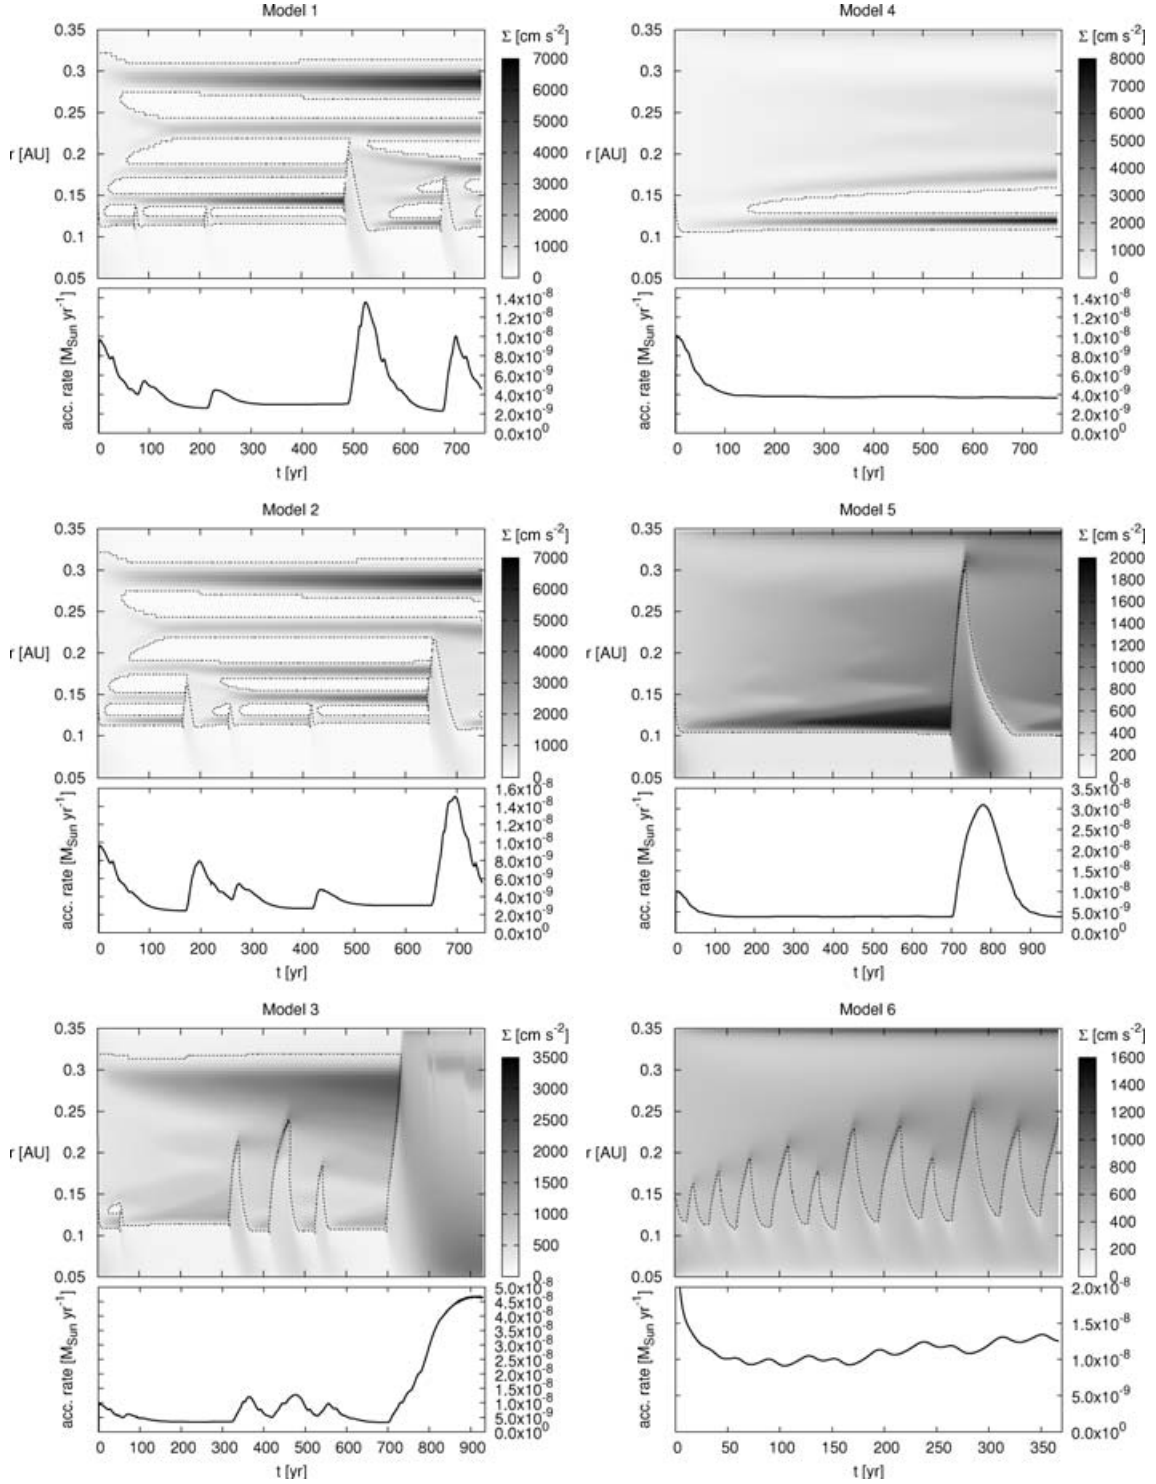 Model 1
Σ [cm s⁻²]
0.35
0.3
0.25
0.2
0.15
0.1
0.05
r [AU]
7000
6000
5000
4000
3000
2000
1000
0
acc. rate [M_Sun yr⁻¹]
1.4x10⁻⁸
1.2x10⁻⁸
1.0x10⁻⁸
8.0x10⁻⁹
6.0x10⁻⁹
4.0x10⁻⁹
2.0x10⁻⁹
0.0x10⁰
0 100 200 300 400 500 600 700
t [yr]
Model 4
Σ [cm s⁻²]
0.35
0.3
0.25
0.2
0.15
0.1
0.05
r [AU]
8000
7000
6000
5000
4000
3000
2000
1000
0
acc. rate [M_Sun yr⁻¹]
1.4x10⁻⁸
1.2x10⁻⁸
1.0x10⁻⁸
8.0x10⁻⁹
6.0x10⁻⁹
4.0x10⁻⁹
2.0x10⁻⁹
0.0x10⁰
0 100 200 300 400 500 600 700
t [yr]
Model 2
Σ [cm s⁻²]
0.35
0.3
0.25
0.2
0.15
0.1
0.05
r [AU]
7000
6000
5000
4000
3000
2000
1000
0
acc. rate [M_Sun yr⁻¹]
1.6x10⁻⁸
1.4x10⁻⁸
1.2x10⁻⁸
1.0x10⁻⁸
8.0x10⁻⁹
6.0x10⁻⁹
4.0x10⁻⁹
2.0x10⁻⁹
0.0x10⁰
0 100 200 300 400 500 600 700
t [yr]
Model 5
Σ [cm s⁻²]
0.35
0.3
0.25
0.2
0.15
0.1
0.05
r [AU]
2000
1800
1600
1400
1200
1000
800
600
400
200
0
acc. rate [M_Sun yr⁻¹]
3.5x10⁻⁸
3.0x10⁻⁸
2.5x10⁻⁸
2.0x10⁻⁸
1.5x10⁻⁸
1.0x10⁻⁸
5.0x10⁻⁹
0.0x10⁰
0 100 200 300 400 500 600 700 800 900
t [yr]
Model 3
Σ [cm s⁻²]
0.35
0.3
0.25
0.2
0.15
0.1
0.05
r [AU]
3500
3000
2500
2000
1500
1000
500
0
acc. rate [M_Sun yr⁻¹]
5.0x10⁻⁸
4.5x10⁻⁸
4.0x10⁻⁸
3.5x10⁻⁸
3.0x10⁻⁸
2.5x10⁻⁸
2.0x10⁻⁸
1.5x10⁻⁸
1.0x10⁻⁸
5.0x10⁻⁹
0.0x10⁰
0 100 200 300 400 500 600 700 800 900
t [yr]
Model 6
Σ [cm s⁻²]
0.35
0.3
0.25
0.2
0.15
0.1
0.05
r [AU]
1600
1400
1200
1000
800
600
400
200
0
acc. rate [M_Sun yr⁻¹]
2.0x10⁻⁸
1.5x10⁻⁸
1.0x10⁻⁸
5.0x10⁻⁹
0.0x10⁰
0 50 100 150 200 250 300 350
t [yr]